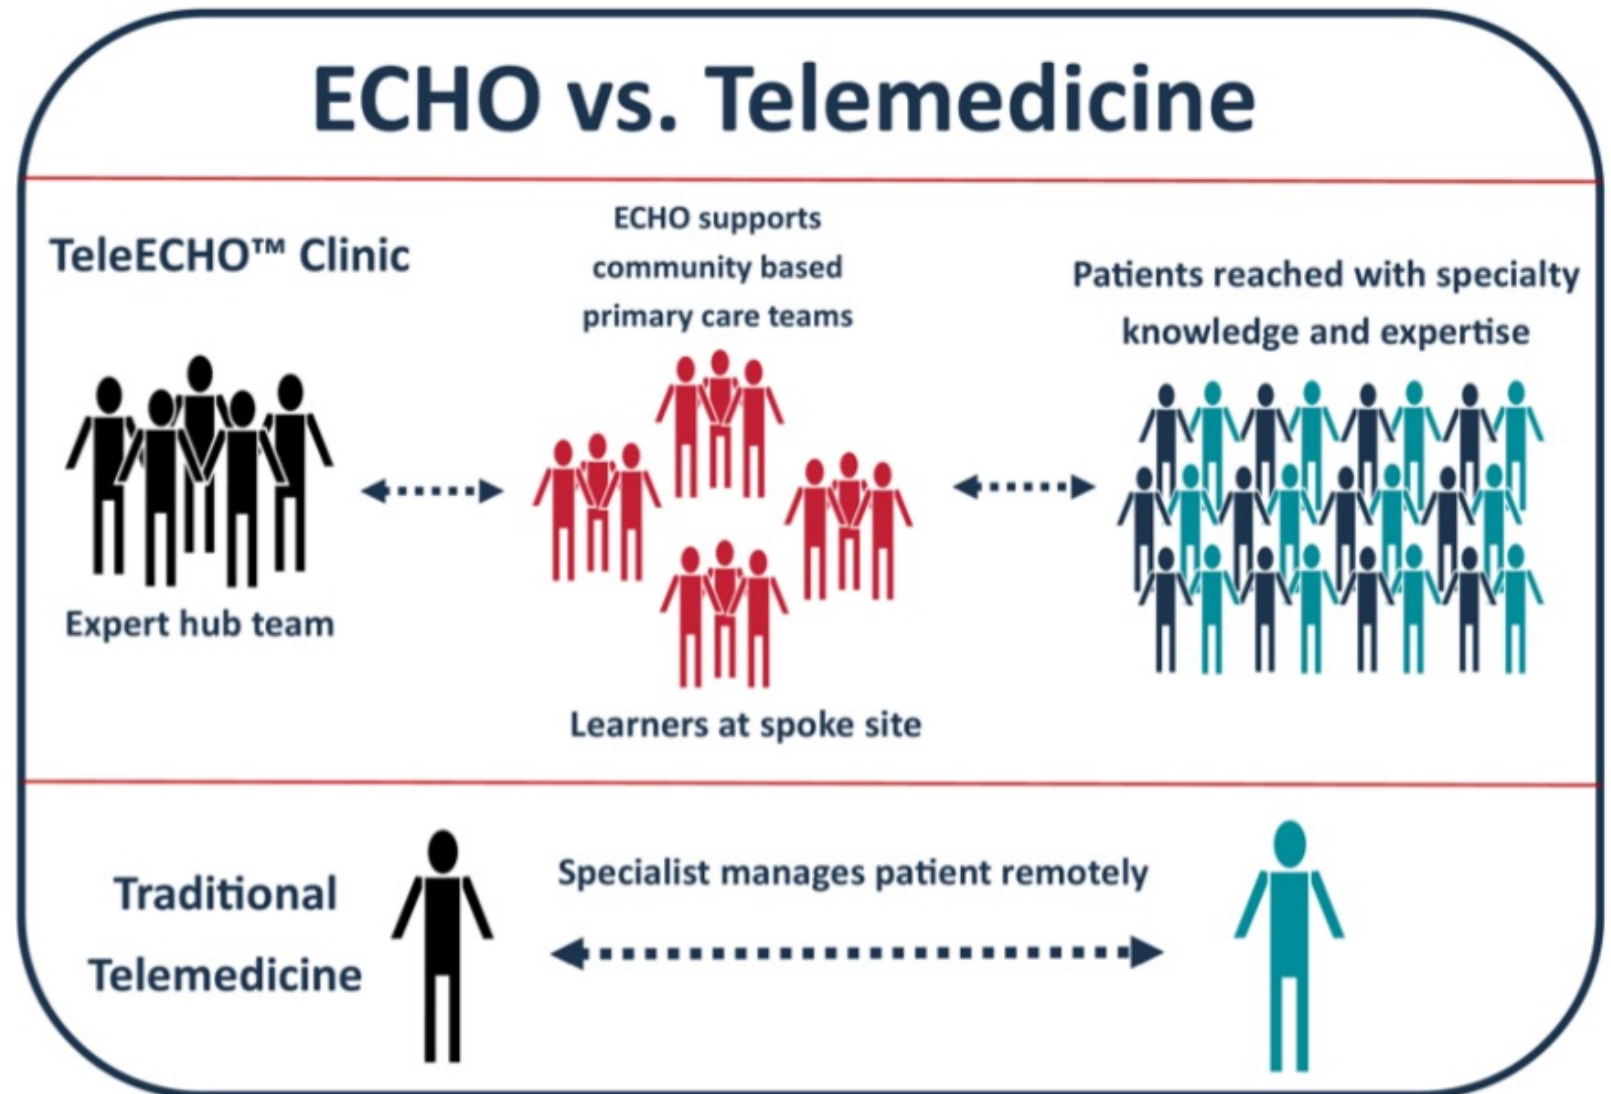 ECHO vs. Telemedicine
TeleECHO™ Clinic
ECHO supports
community based
primary care teams
Patients reached with specialty
knowledge and expertise
Expert hub team
Learners at spoke site
Traditional
Telemedicine
Specialist manages patient remotely